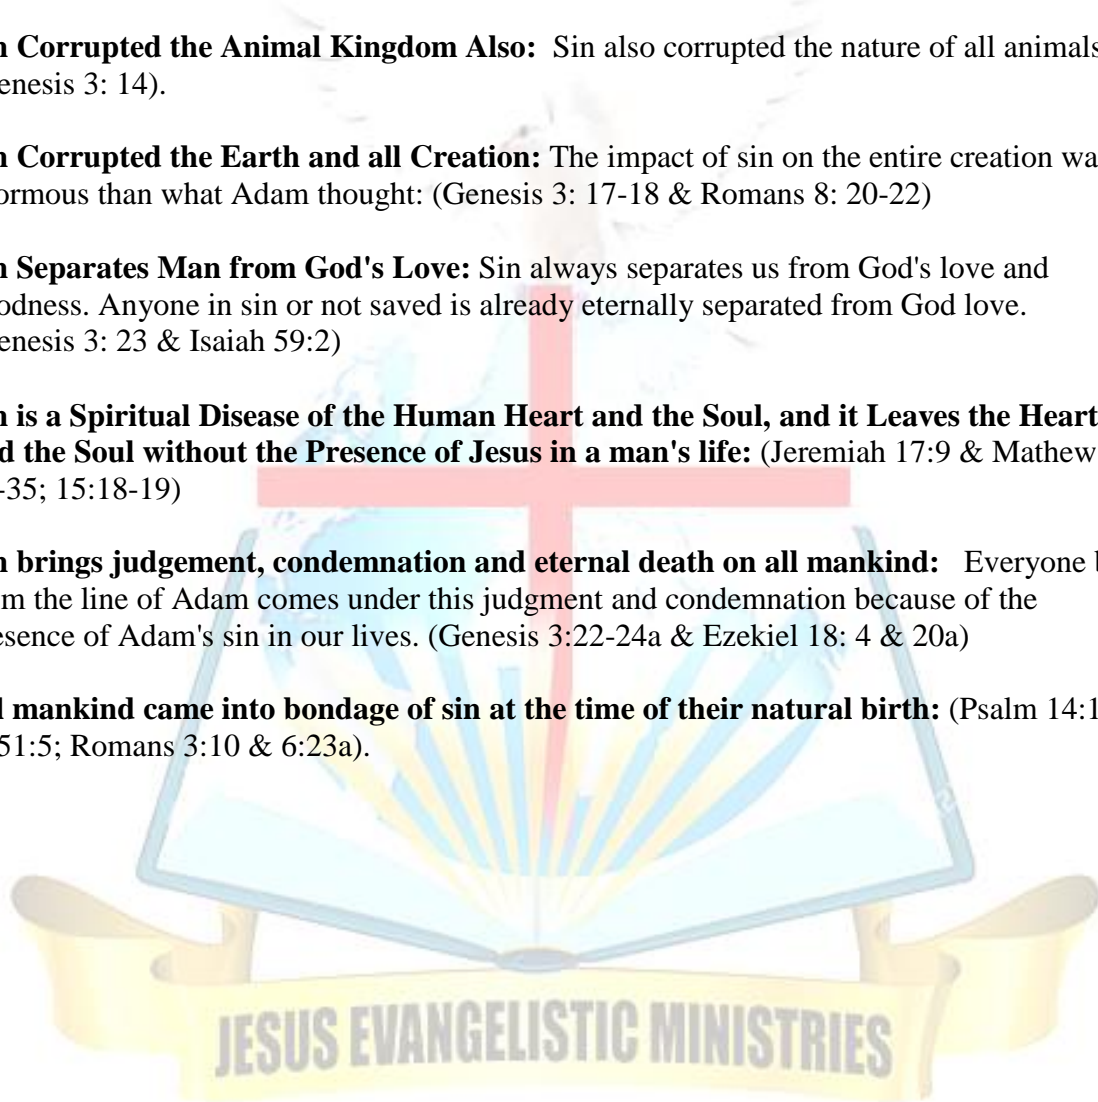 n Corrupted the Animal Kingdom Also: Sin also corrupted the nature of all animals
enesis 3: 14).
n Corrupted the Earth and all Creation: The impact of sin on the entire creation wa
ormous than what Adam thought: (Genesis 3: 17-18 & Romans 8: 20-22)
n Separates Man from God's Love: Sin always separates us from God's love and
odness. Anyone in sin or not saved is already eternally separated from God love.
enesis 3: 23 & Isaiah 59:2)
n is a Spiritual Disease of the Human Heart and the Soul, and it Leaves the Heart
d the Soul without the Presence of Jesus in a man's life: (Jeremiah 17:9 & Mathew
-35; 15:18-19)
n brings judgement, condemnation and eternal death on all mankind: Everyone b
m the line of Adam comes under this judgment and condemnation because of the
esence of Adam's sin in our lives. (Genesis 3:22-24a & Ezekiel 18: 4 & 20a)
l mankind came into bondage of sin at the time of their natural birth: (Psalm 14:1
51:5; Romans 3:10 & 6:23a).
JESUS EVANGELISTIC MINISTRIES